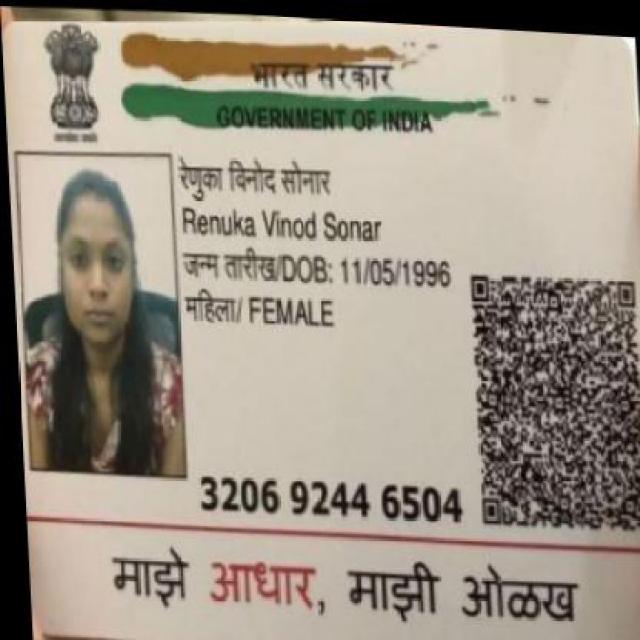 भारत सरकार
GOVERNMENT OF INDIA
रेणुका विनोद सोनार
Renuka Vinod Sonar
जन्म तारीख/DOB: 11/05/1996
महिला/ FEMALE
3206 9244 6504
माझे आधार, माझी ओळख